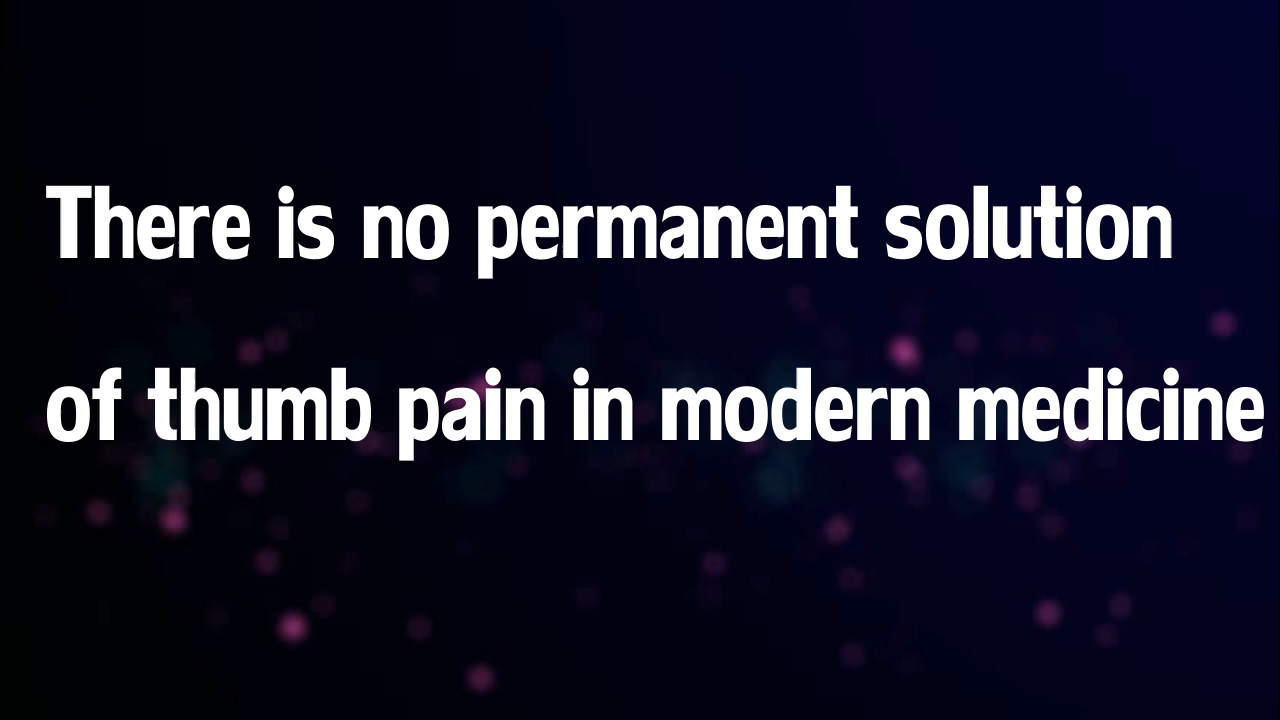 There is no permanent solution
of thumb pain in modern medicine